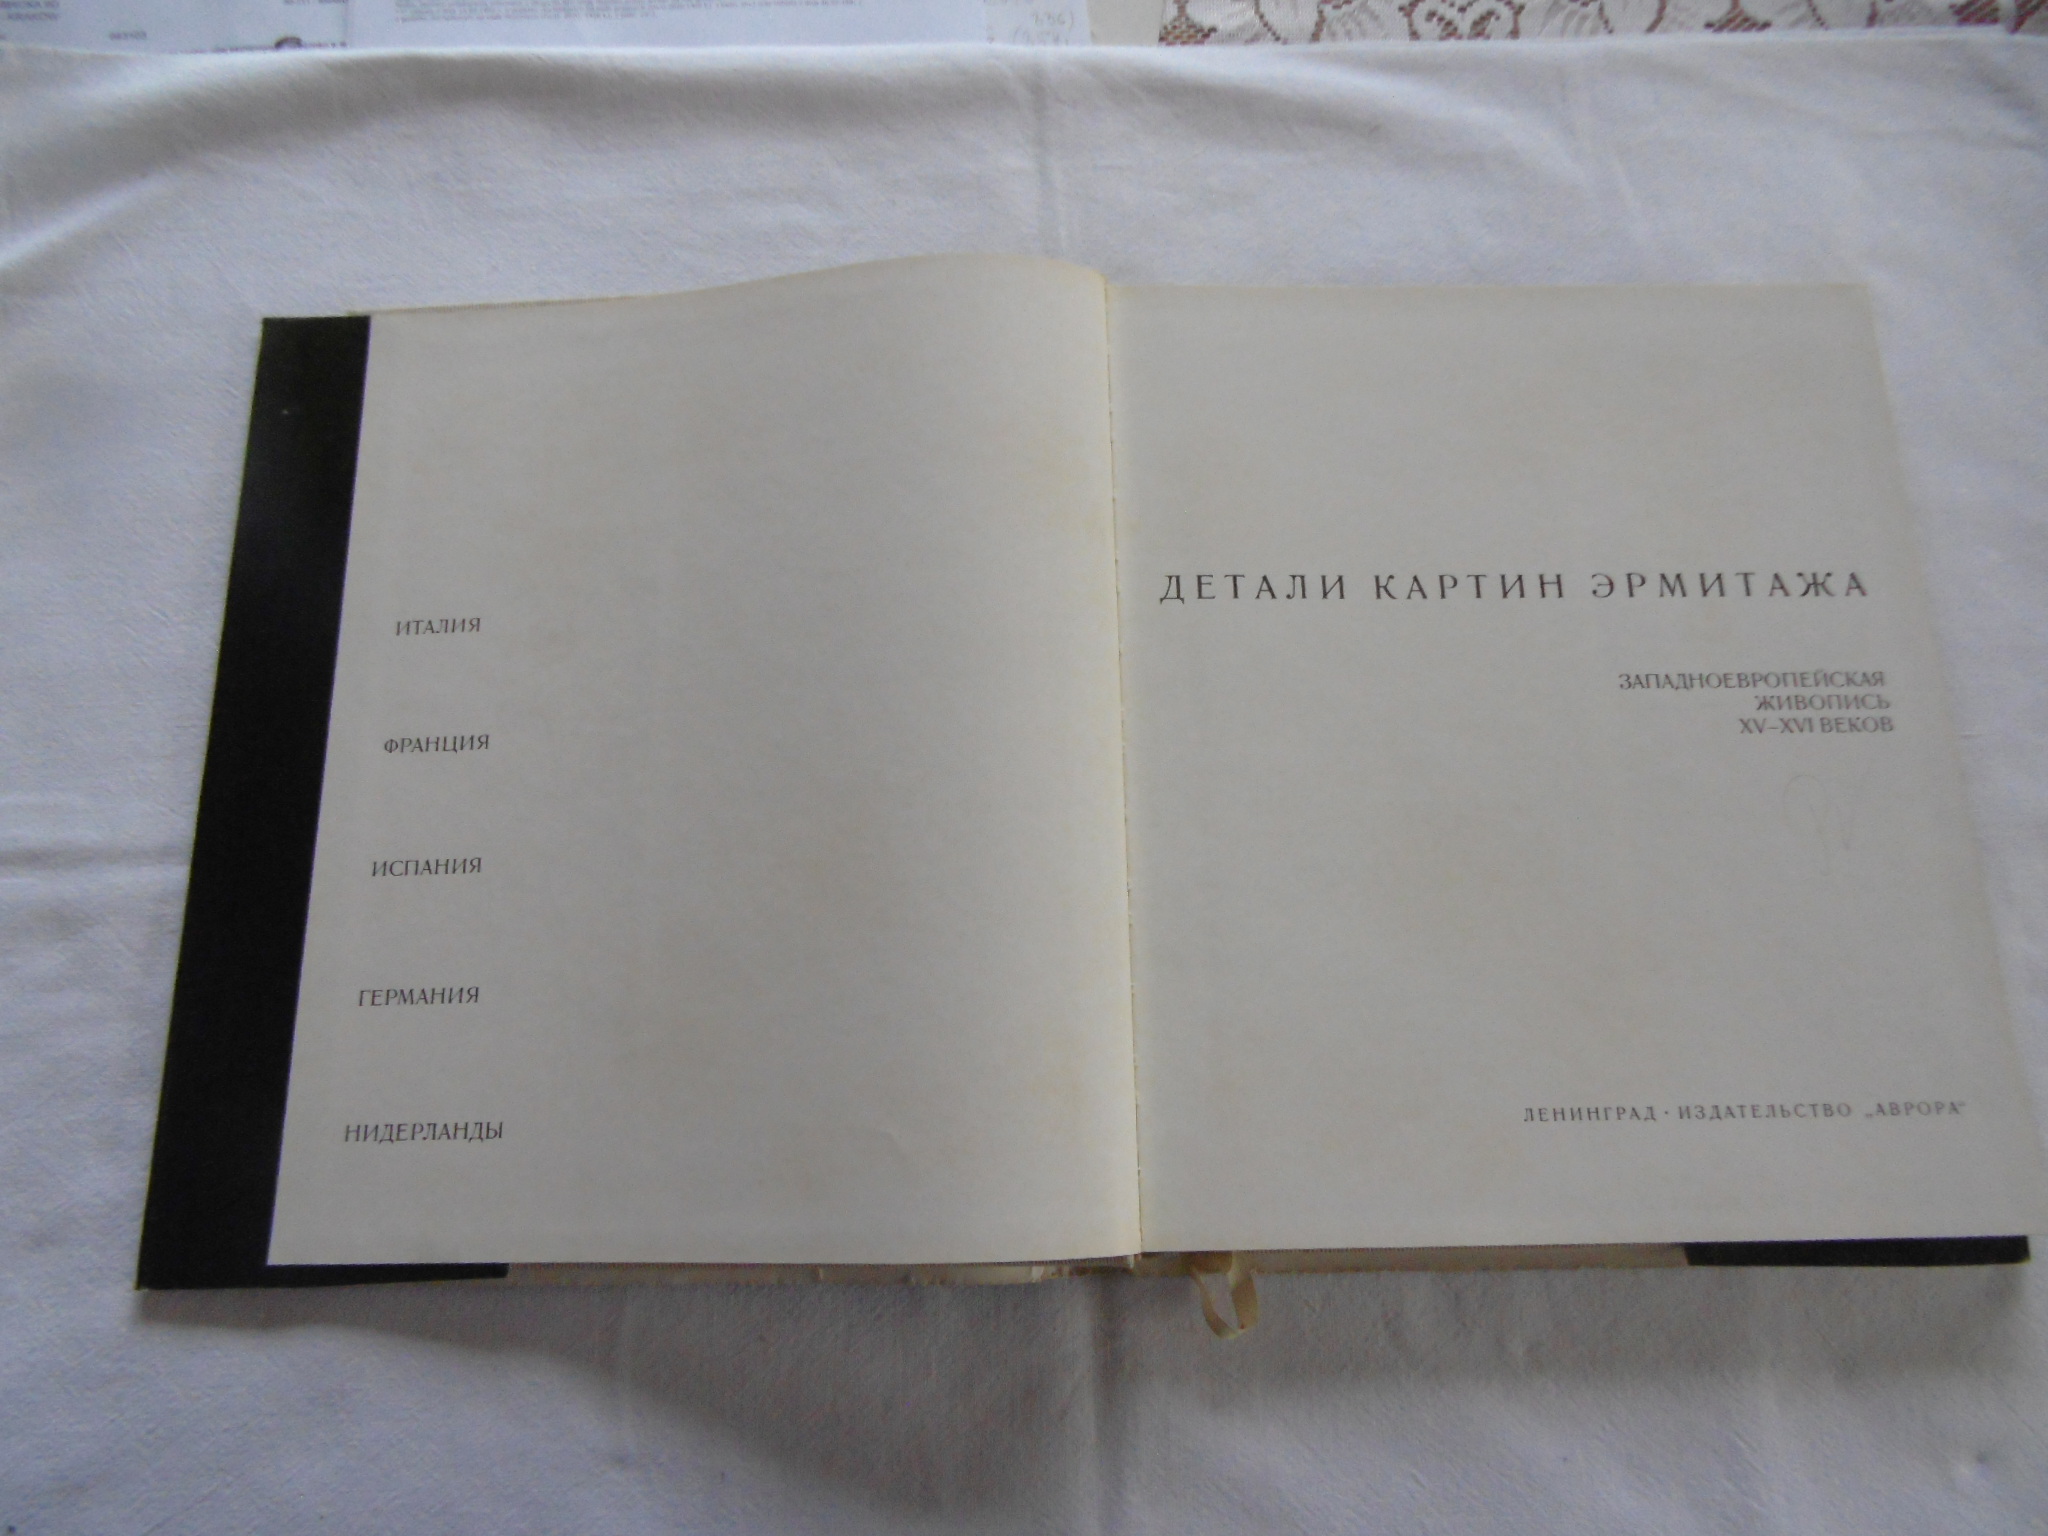 ИТАЛИЯ
ФРАНЦИЯ
ИСПАНИЯ
ГЕРМАНИЯ
НИДЕРЛАНДЫ
ДЕТАЛИ КАРТИН ЭРМИТАЖА
ЗАПАДНОЕВРОПЕЙСКАЯ
ЖИВОПИСЬ
XV–XVI ВЕКОВ
ЛЕНИНГРАД · ИЗДАТЕЛЬСТВО „АВРОРА“